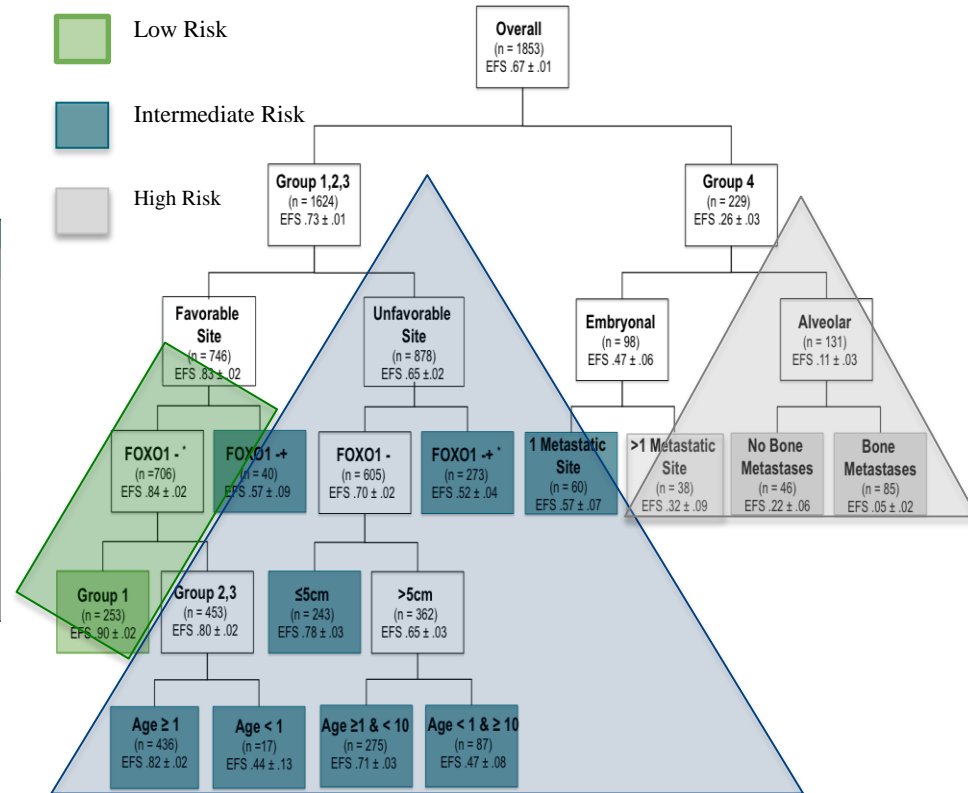 Low Risk
Intermediate Risk
High Risk
Overall
(n = 1853)
EFS .67 ± .01
Group 1,2,3
(n = 1624)
EFS .73 ± .01
Group 4
(n = 229)
EFS .26 ± .03
Favorable
Site
(n = 746)
EFS .83 ± .02
Unfavorable
Site
(n = 878)
EFS .65 ± .02
Embryonal
(n = 98)
EFS .47 ± .06
Alveolar
(n = 131)
EFS .11 ± .03
FOXO1 - *
(n =706)
EFS .84 ± .02
FOXO1 -+
(n = 40)
EFS .57 ± .09
FOXO1 -
(n = 605)
EFS .70 ± .02
FOXO1 -+ *
(n = 273)
EFS .52 ± .04
1 Metastatic
Site
(n = 60)
EFS .57 ± .07
>1 Metastatic
Site
(n = 38)
EFS .32 ± .09
No Bone
Metastases
(n = 46)
EFS .22 ± .06
Bone
Metastases
(n = 85)
EFS .05 ± .02
Group 1
(n = 253)
EFS .90 ± .02
Group 2,3
(n = 453)
EFS .80 ± .02
≤5cm
(n = 243)
EFS .78 ± .03
>5cm
(n = 362)
EFS .65 ± .03
Age ≥ 1
(n = 436)
EFS .82 ± .02
Age < 1
(n =17)
EFS .44 ± .13
Age ≥1 & < 10
(n = 275)
EFS .71 ± .03
Age < 1 & ≥ 10
(n = 87)
EFS .47 ± .08